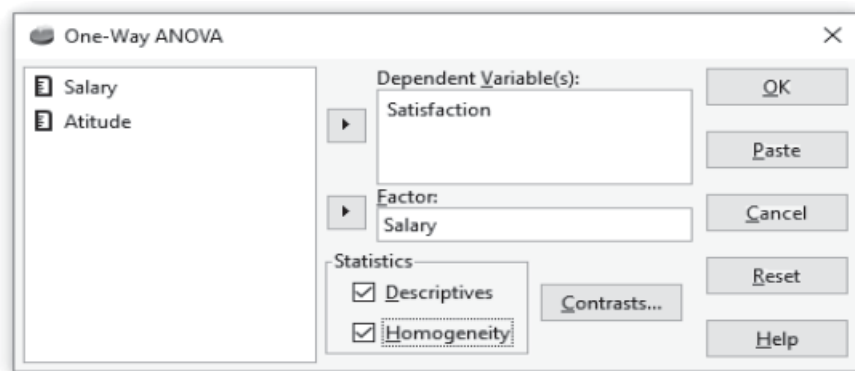 One-Way ANOVA
Salary
Atitude
Dependent Variable(s):
Satisfaction
Factor:
Salary
Statistics
Descriptives
Homogeneity
Contrasts...
OK
Paste
Cancel
Reset
Help